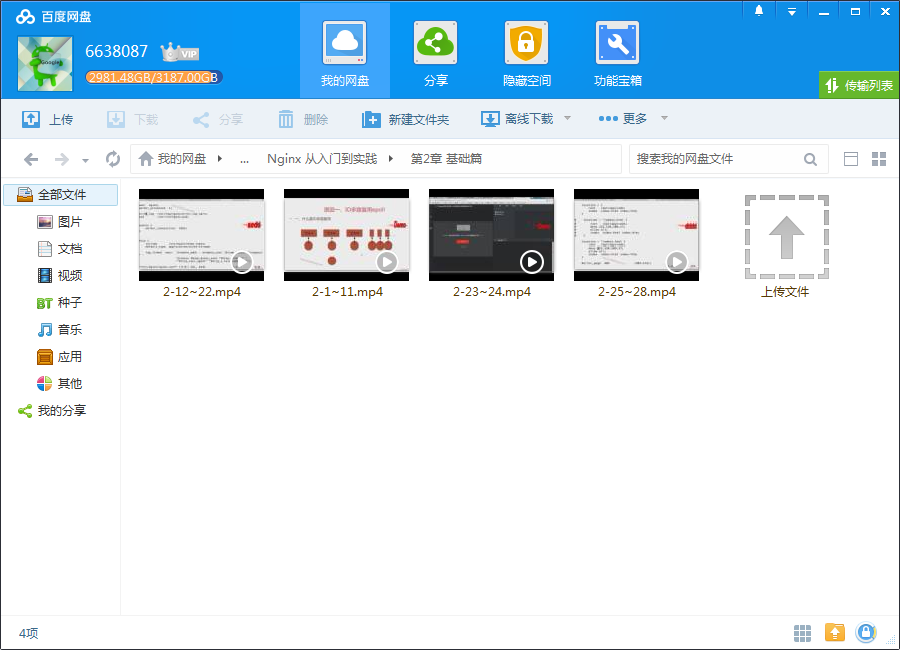 百度网盘
6638087
VIP
2981.48GB/3187.00GB
我的网盘
分享
隐藏空间
功能宝箱
传输列表
上传
下载
分享
删除
新建文件夹
离线下载
更多
我的网盘
...
Nginx 从入门到实践
第2章 基础篇
搜索我的网盘文件
全部文件
图片
文档
视频
BT 种子
音乐
应用
其他
我的分享
2-12~22.mp4
2-1~11.mp4
2-23~24.mp4
2-25~28.mp4
上传文件
4项